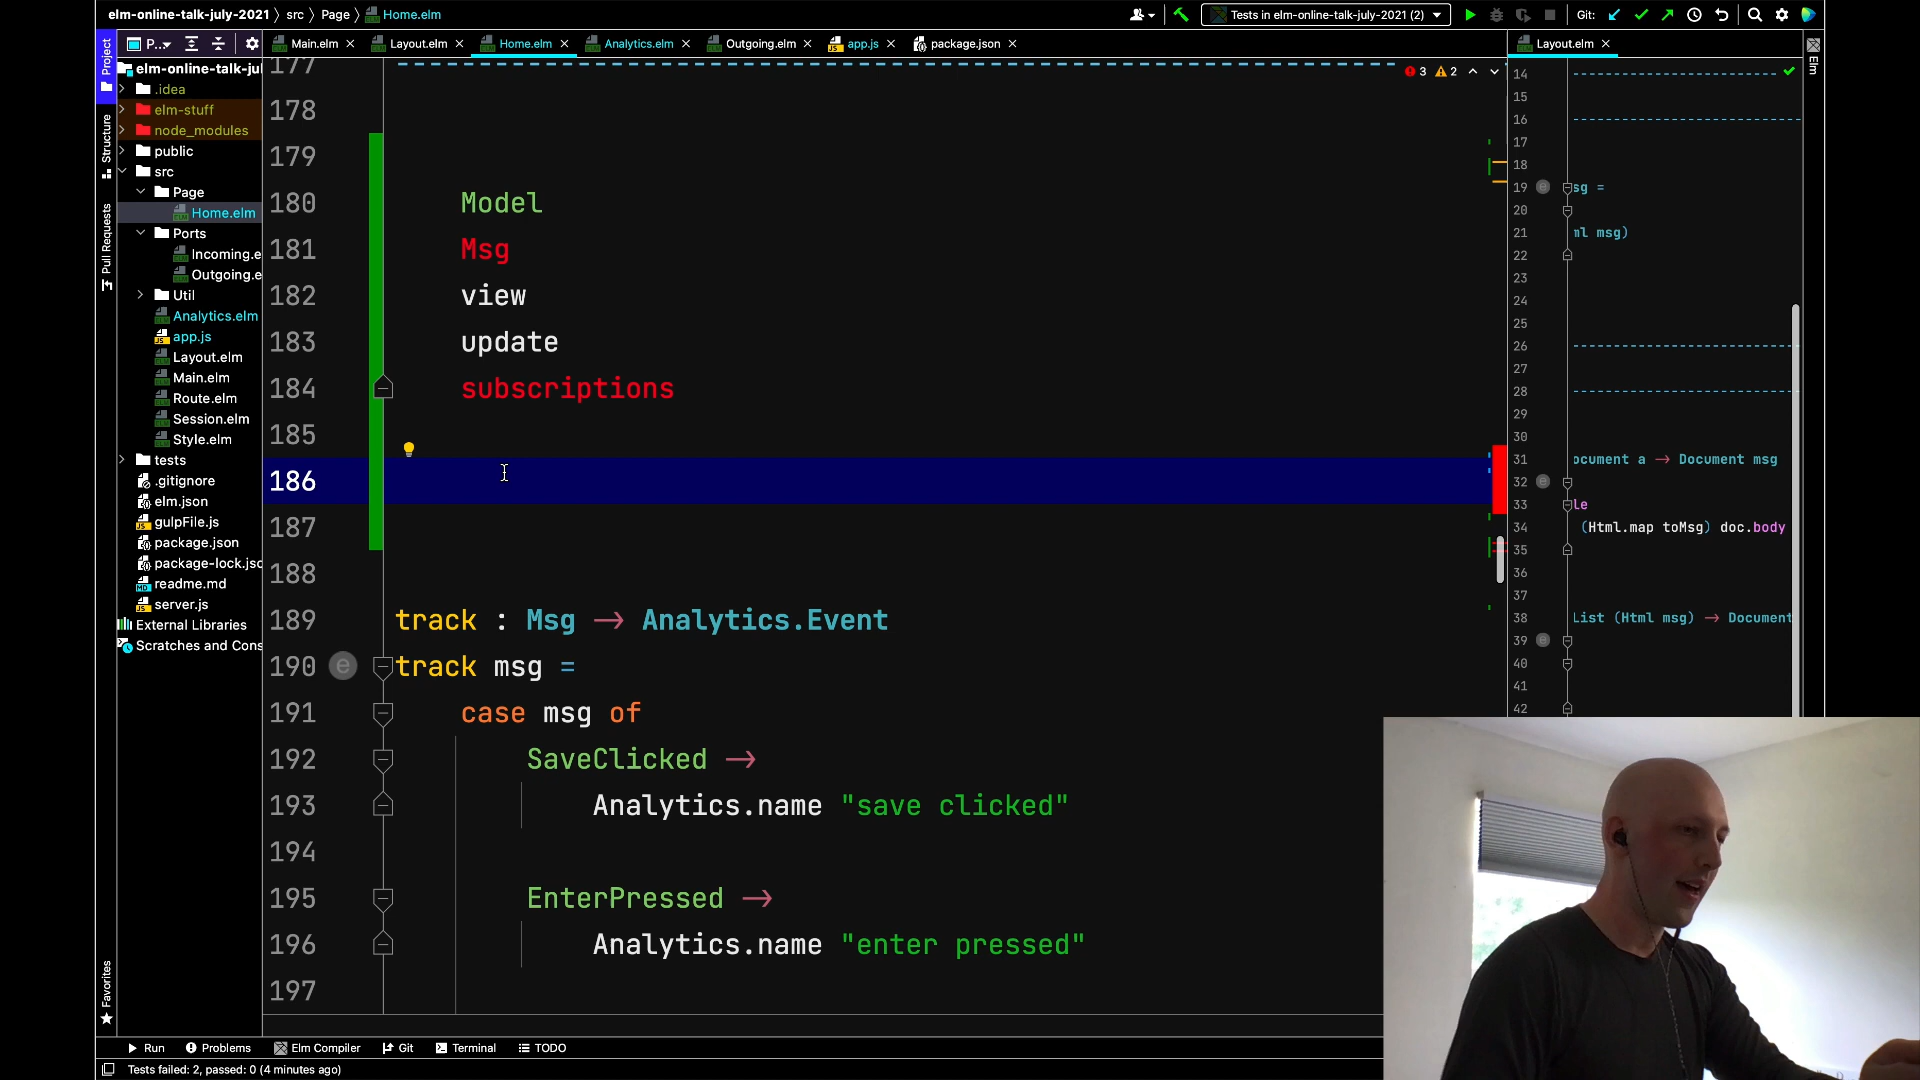 elm-online-talk-july-2021 〉 src 〉 Page 〉 Home.elm
Tests in elm-online-talk-july-2021 (2)
Git:
Project
Structure
Pull Requests
Favorites
P...
Main.elm
Layout.elm
Home.elm
Analytics.elm
Outgoing.elm
app.js
package.json
Layout.elm
Elm
elm-online-talk-jul
.idea
elm-stuff
node_modules
public
src
Page
Home.elm
Ports
Incoming.e
Outgoing.e
Util
Analytics.elm
app.js
Layout.elm
Main.elm
Route.elm
Session.elm
Style.elm
tests
.gitignore
elm.json
gulpFile.js
package.json
package-lock.jsc
readme.md
server.js
External Libraries
Scratches and Cons
3 2
177
178
179
180 Model
181 Msg
182 view
183 update
184 subscriptions
185
186
187
188
189 track : Msg → Analytics.Event
190 track msg =
191 case msg of
192 SaveClicked →
193 Analytics.name "save clicked"
194
195 EnterPressed →
196 Analytics.name "enter pressed"
197
14
15
16
17
18
19 sg =
20
21 ml msg)
22
23
24
25
26
27
28
29
30
31 ocument a → Document msg
32
33 le
34 (Html.map toMsg) doc.body
35
36
37
38 List (Html msg) → Document
39
40
41
42
Run
Problems
Elm Compiler
Git
Terminal
TODO
Tests failed: 2, passed: 0 (4 minutes ago)